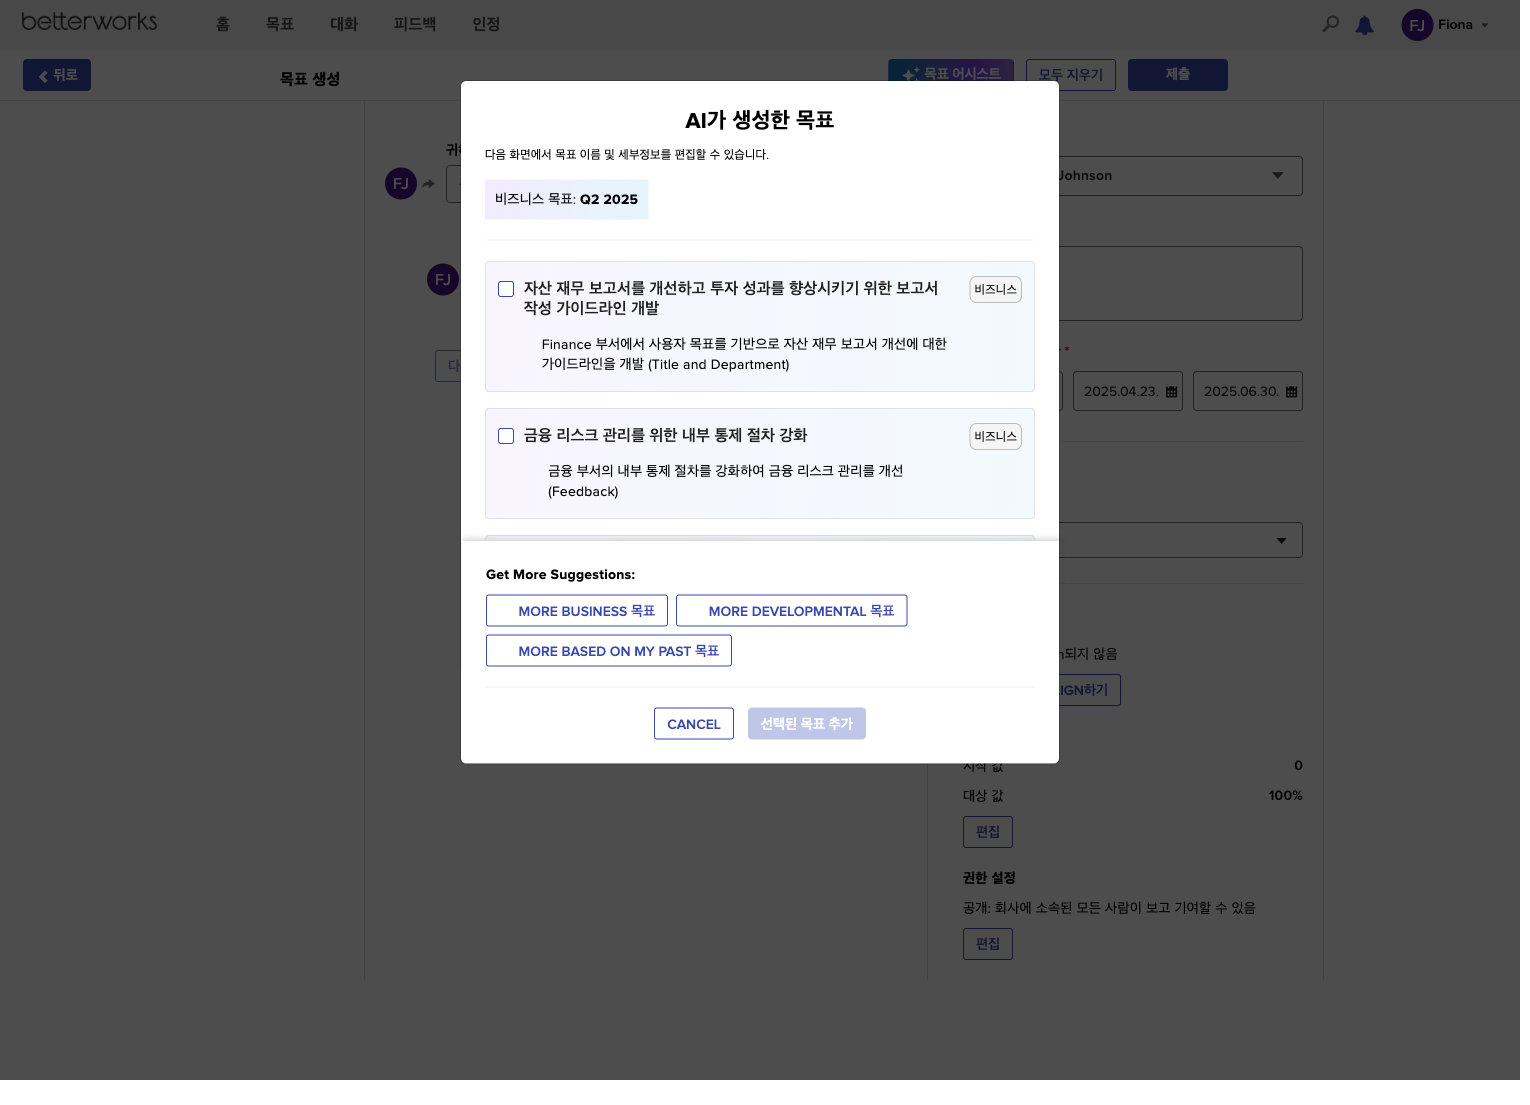 betterworks
홈
목표
대화
피드백
인정
FJ
Fiona
뒤로
목표 생성
목표 어시스트
모두 지우기
제출
AI가 생성한 목표
다음 화면에서 목표 이름 및 세부정보를 편집할 수 있습니다.
비즈니스 목표: Q2 2025
FJ
Johnson
FJ
자산 재무 보고서를 개선하고 투자 성과를 향상시키기 위한 보고서
작성 가이드라인 개발
비즈니스
Finance 부서에서 사용자 목표를 기반으로 자산 재무 보고서 개선에 대한
가이드라인을 개발 (Title and Department)
2025.04.23.
2025.06.30.
금융 리스크 관리를 위한 내부 통제 절차 강화
비즈니스
금융 부서의 내부 통제 절차를 강화하여 금융 리스크 관리를 개선
(Feedback)
Get More Suggestions:
MORE BUSINESS 목표
MORE DEVELOPMENTAL 목표
MORE BASED ON MY PAST 목표
되지 않음
IGN하기
CANCEL
선택된 목표 추가
시작 값
0
대상 값
100%
편집
권한 설정
공개: 회사에 소속된 모든 사람이 보고 기여할 수 있음
편집